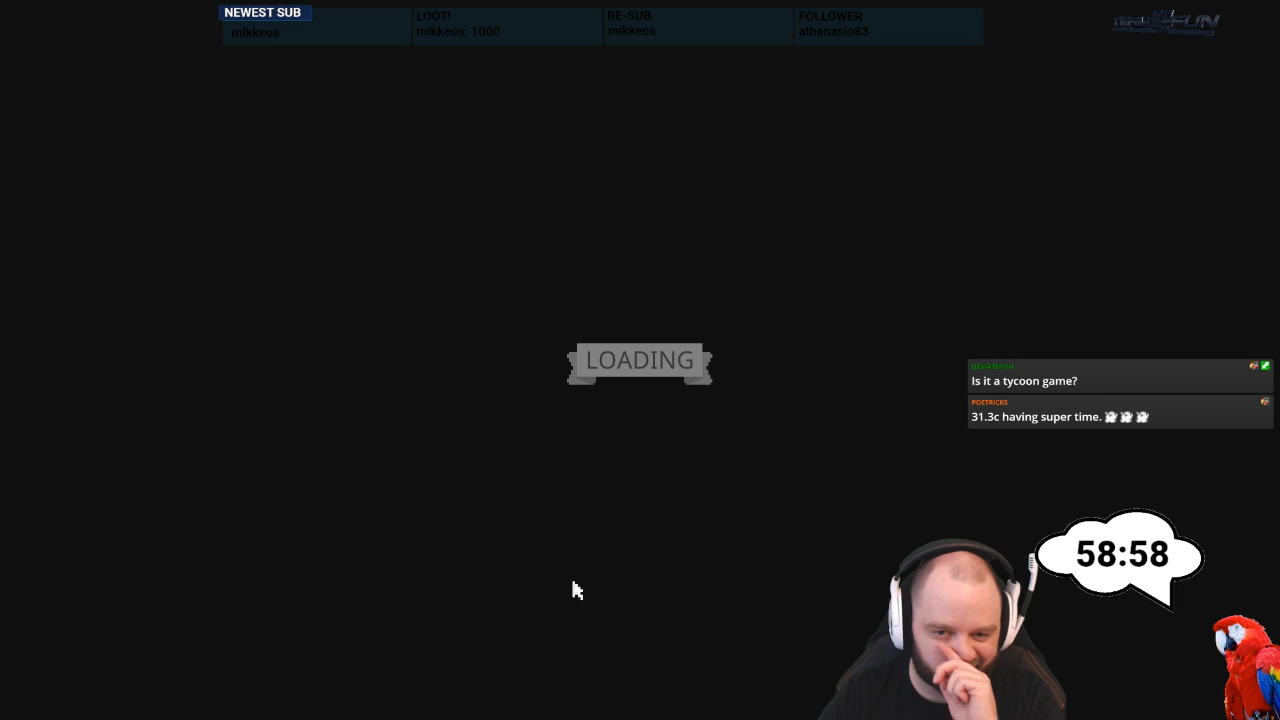 NEWEST SUB
mikkeos
LOOT!
mikkeos: 1000
RE-SUB
mikkeos
FOLLOWER
athanasio83
LOADING
DEVIATEFISH
Is it a tycoon game?
POETRICKS
31.3c having super time.
58:58